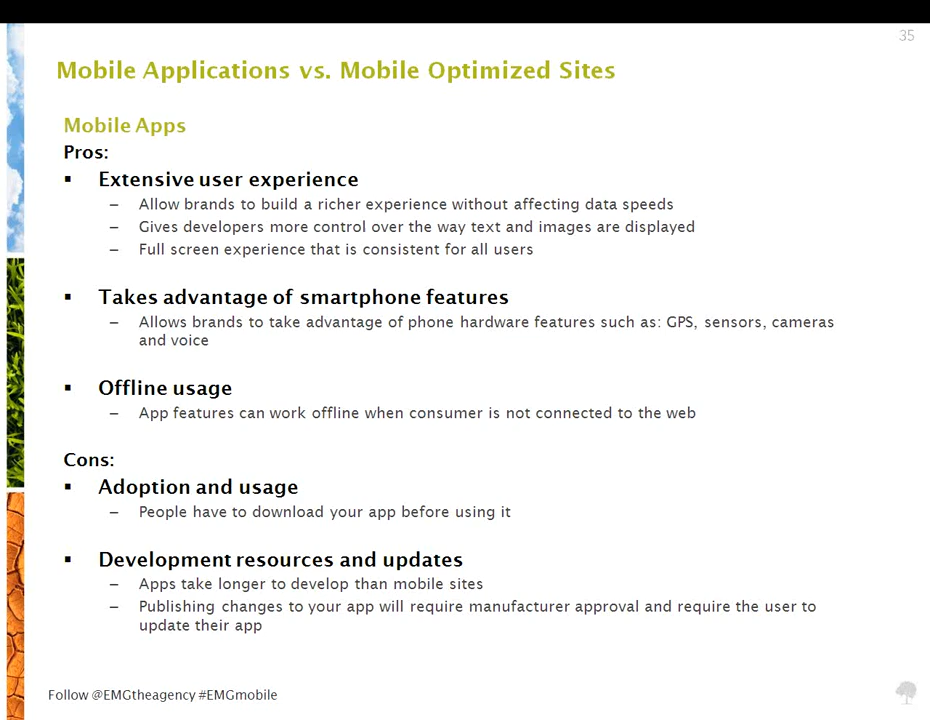 35
Mobile Applications vs. Mobile Optimized Sites
Mobile Apps
Pros:
▪ Extensive user experience
– Allow brands to build a richer experience without affecting data speeds
– Gives developers more control over the way text and images are displayed
– Full screen experience that is consistent for all users
▪ Takes advantage of smartphone features
– Allows brands to take advantage of phone hardware features such as: GPS, sensors, cameras
and voice
▪ Offline usage
– App features can work offline when consumer is not connected to the web
Cons:
▪ Adoption and usage
– People have to download your app before using it
▪ Development resources and updates
– Apps take longer to develop than mobile sites
– Publishing changes to your app will require manufacturer approval and require the user to
update their app
Follow @EMGtheagency #EMGmobile